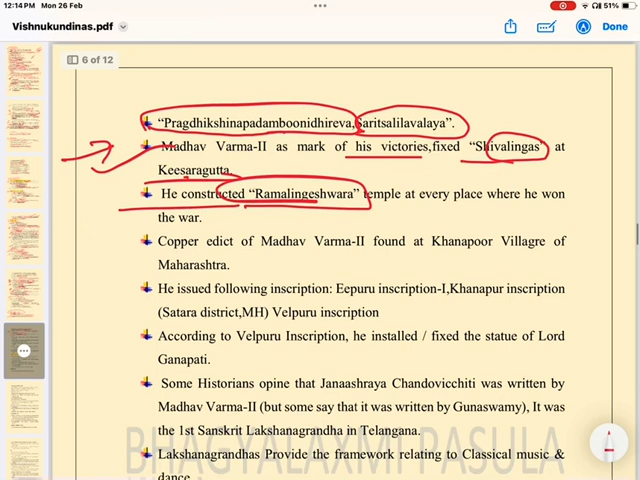 12:14 PM Mon 26 Feb
51%
Vishnukundinas.pdf
Done
6 of 12
"Pragdhikshinapadamboonidhireva,Saritsalilavalaya".
Madhav Varma-II as mark of his victories,fixed "Shivalingas" at
Keesaragutta.
He constructed "Ramalingeshwara" temple at every place where he won
the war.
Copper edict of Madhav Varma-II found at Khanapoor Villagre of
Maharashtra.
He issued following inscription: Eepuru inscription-I,Khanapur inscription
(Satara district,MH) Velpuru inscription
According to Velpuru Inscription, he installed / fixed the statue of Lord
Ganapati.
Some Historians opine that Janaashraya Chandovicchiti was written by
Madhav Varma-II (but some say that it was written by Gunaswamy), It was
the 1st Sanskrit Lakshanagrandha in Telangana.
BHAGYALAXMI PASULA
Lakshanagrandhas Provide the framework relating to Classical music &
dance.